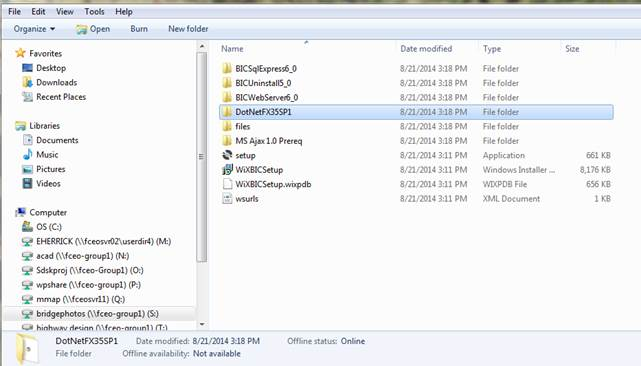 File Edit View Tools Help
Organize Open Burn New folder
Favorites
Desktop
Downloads
Recent Places
Libraries
Documents
Music
Pictures
Videos
Computer
OS (C:)
EHERRICK (\\fceosvr02\userdir4) (M:)
acad (\\fceo-group1) (N:)
Sdskproj (\\fceo-Group1) (O:)
wpshare (\\fceo-group1) (P:)
mmap (\\fceosvr11) (Q:)
bridgephotos (\\fceo-group1) (S:)
highway design (\\fceo-group1) (T:)
Name Date modified Type Size
BICSqlExpress6_0 8/21/2014 3:18 PM File folder
BICUninstall5_0 8/21/2014 3:18 PM File folder
BICWebServer6_0 8/21/2014 3:18 PM File folder
DotNetFX35SP1 8/21/2014 3:18 PM File folder
files 8/21/2014 3:18 PM File folder
MS Ajax 1.0 Prereq 8/21/2014 3:18 PM File folder
setup 8/21/2014 3:11 PM Application 661 KB
WiXBICSetup 8/21/2014 3:11 PM Windows Installer ... 8,176 KB
WiXBICSetup.wixpdb 8/21/2014 3:11 PM WIXPDB File 656 KB
wsurls 8/21/2014 3:11 PM XML Document 1 KB
DotNetFX35SP1 Date modified: 8/21/2014 3:18 PM Offline status: Online
File folder Offline availability: Not available